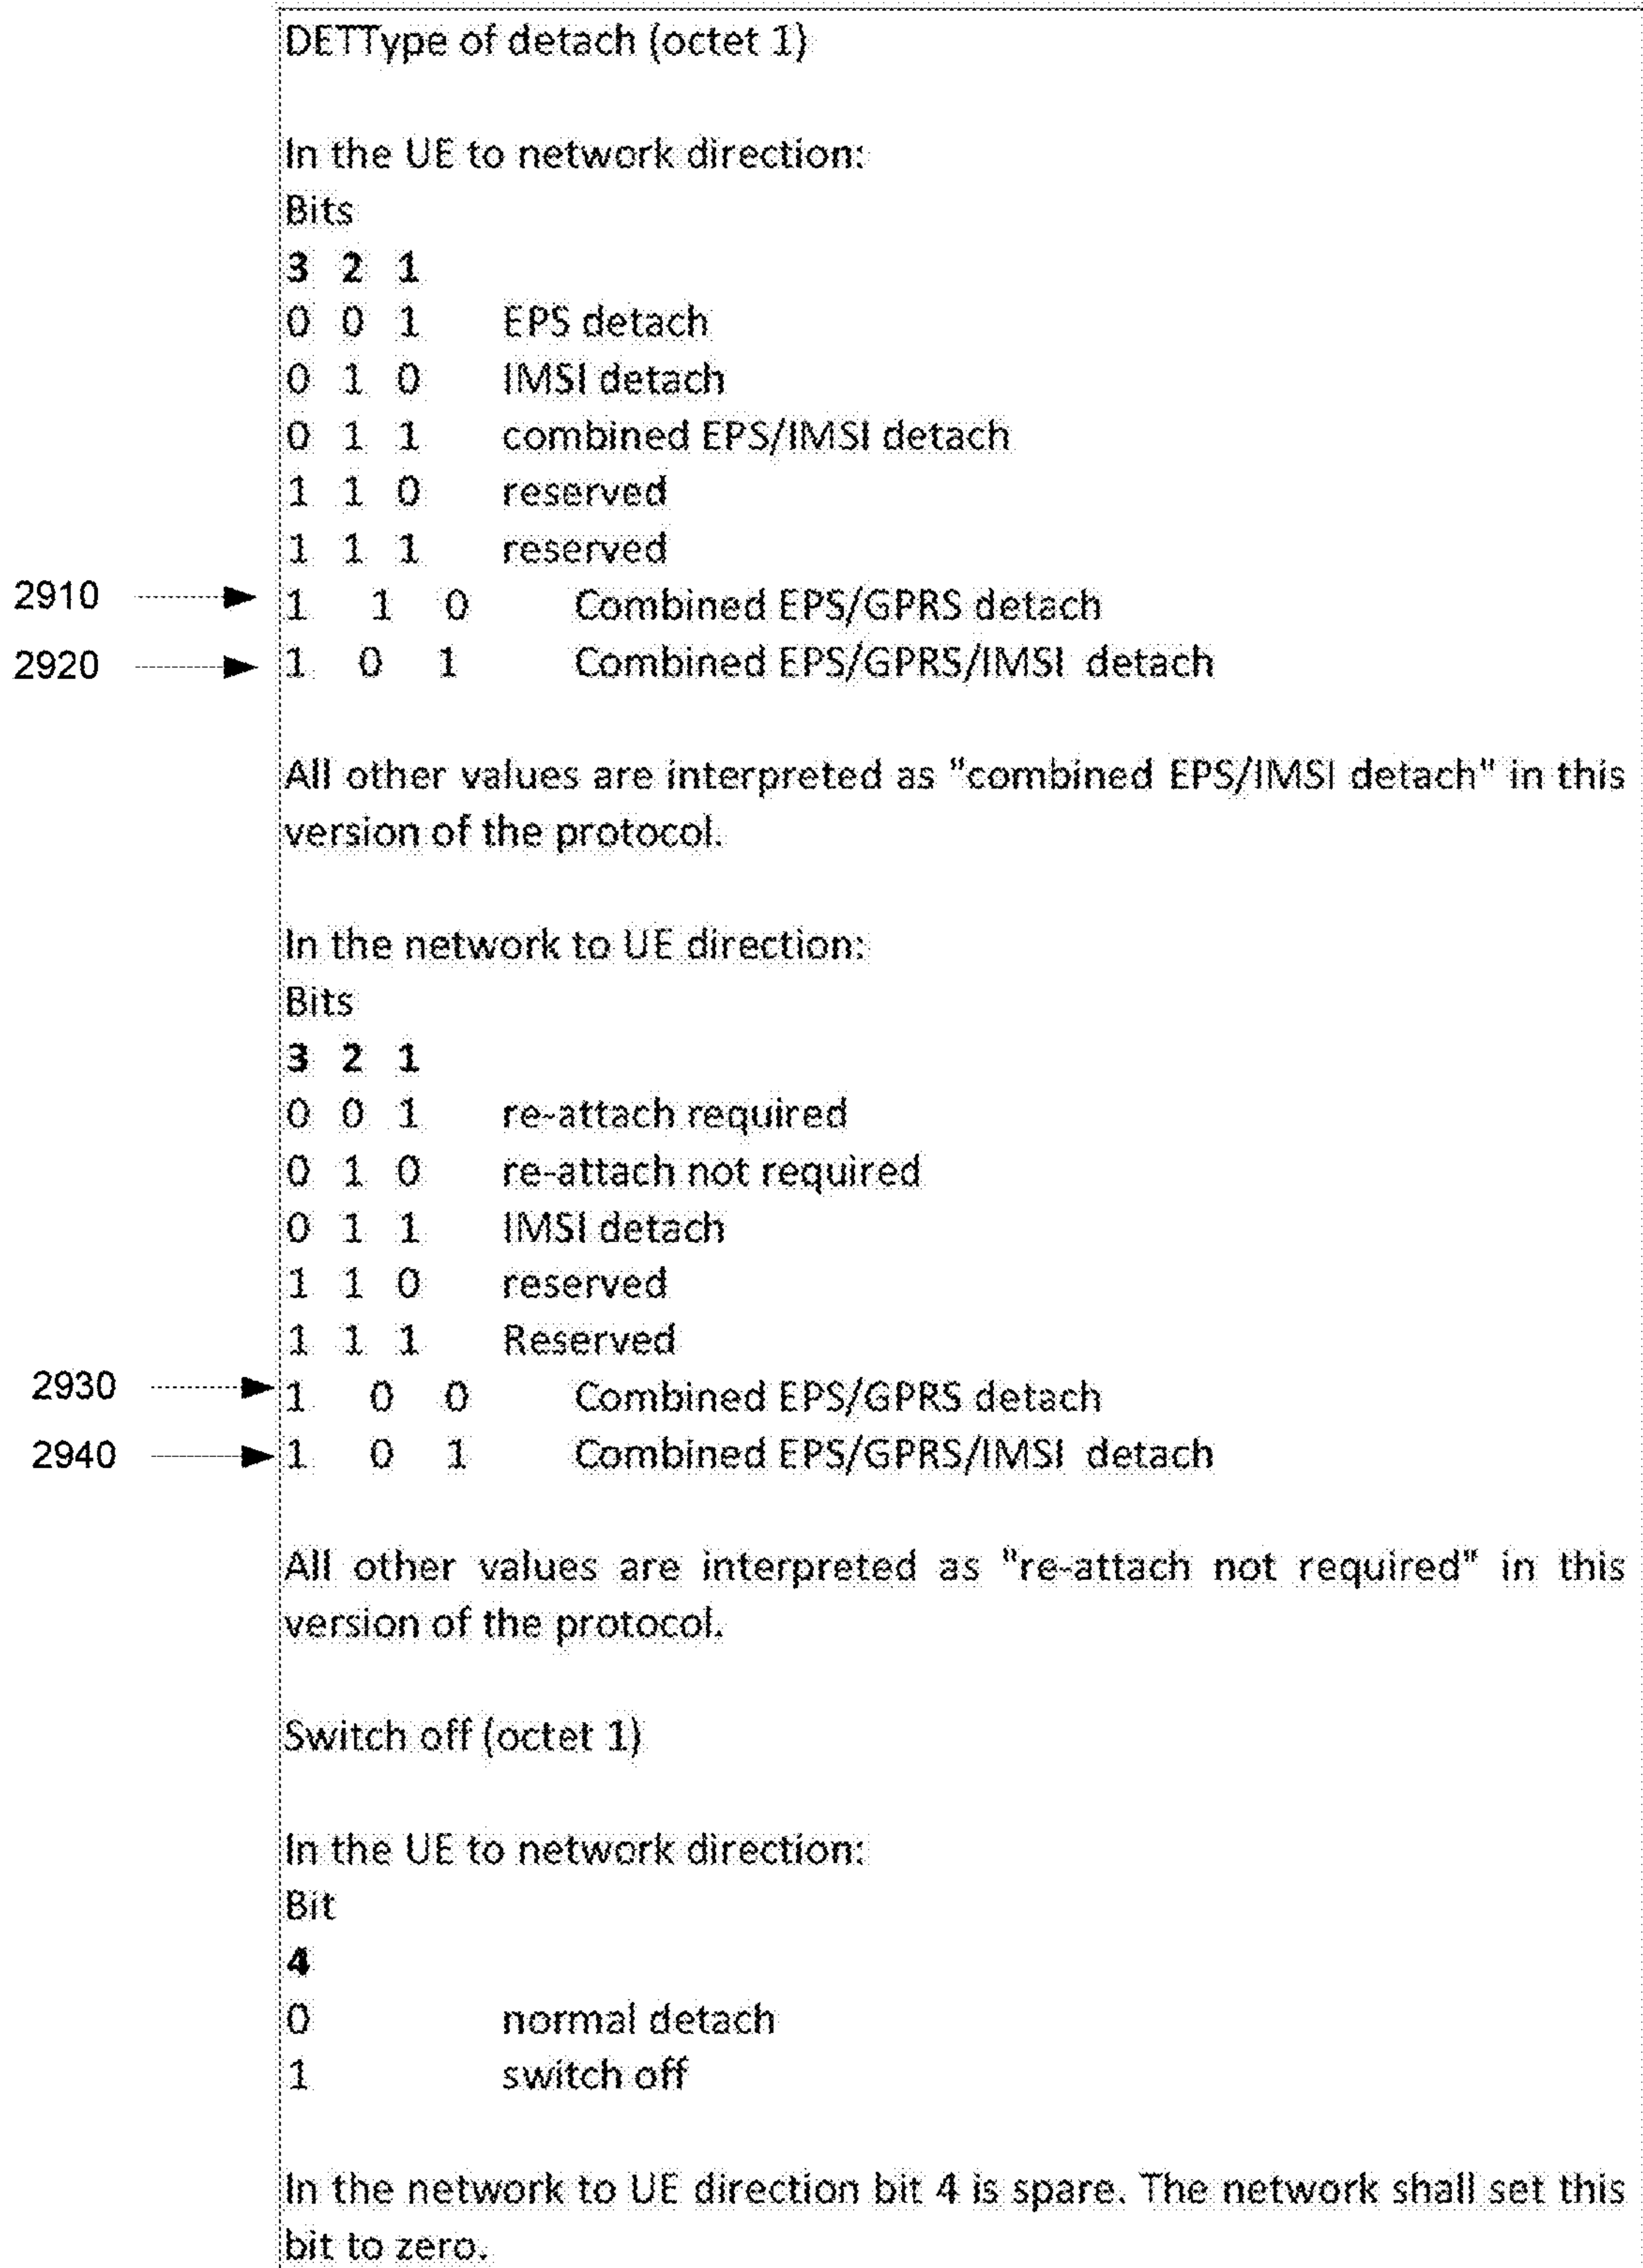 DETType of detach (octet 1)
In the UE to network direction:
Bits
3 2 1
0 0 1 EPS detach
0 1 0 IMSI detach
0 1 1 combined EPS/IMSI detach
1 1 0 reserved
1 1 1 reserved
2910 1 1 0 Combined EPS/GPRS detach
2920 1 0 1 Combined EPS/GPRS/IMSI detach
All other values are interpreted as "combined EPS/IMSI detach" in this
version of the protocol.
In the network to UE direction:
Bits
3 2 1
0 0 1 re-attach required
0 1 0 re-attach not required
0 1 1 IMSI detach
1 1 0 reserved
1 1 1 Reserved
2930 1 0 0 Combined EPS/GPRS detach
2940 1 0 1 Combined EPS/GPRS/IMSI detach
All other values are interpreted as "re-attach not required" in this
version of the protocol.
Switch off (octet 1)
In the UE to network direction:
Bit
4
0 normal detach
1 switch off
In the network to UE direction bit 4 is spare. The network shall set this
bit to zero.